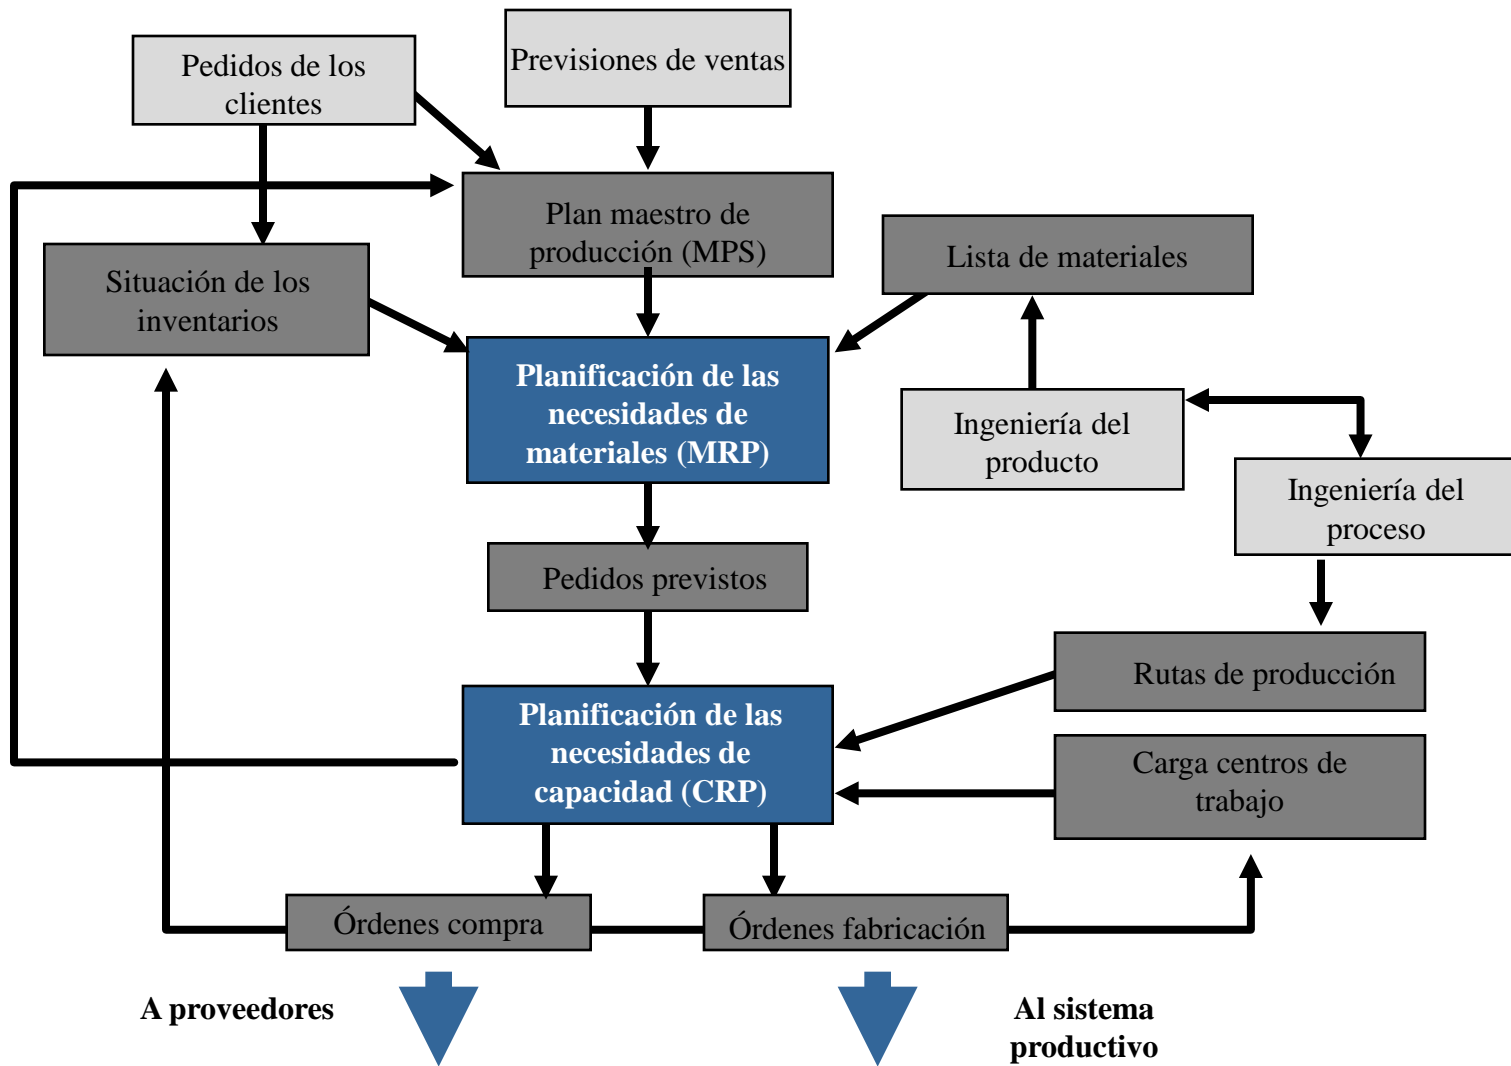 Pedidos de los
clientes
Previsiones de ventas
Plan maestro de
producción (MPS)
Lista de materiales
Situación de los
inventarios
Planificación de las
necesidades de
materiales (MRP)
Ingeniería del
producto
Ingeniería del
proceso
Pedidos previstos
Rutas de producción
Planificación de las
necesidades de
capacidad (CRP)
Carga centros de
trabajo
Órdenes compra
Órdenes fabricación
A proveedores
Al sistema
productivo